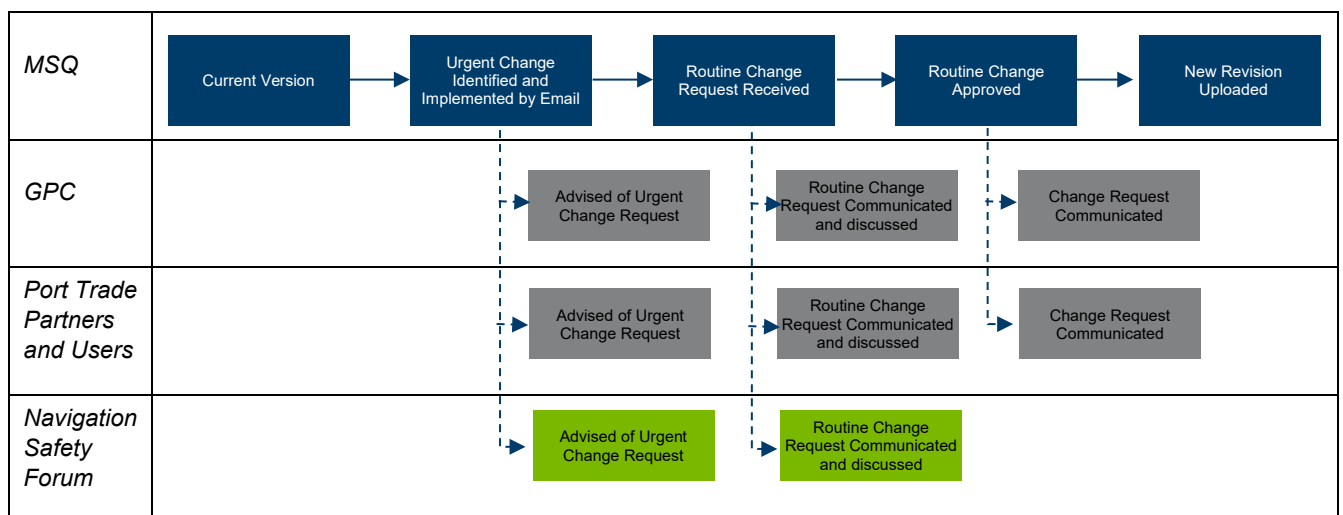 MSQ
Current Version
Urgent Change
Identified and
Implemented by Email
Routine Change
Request Received
Routine Change
Approved
New Revision
Uploaded
GPC
Advised of Urgent
Change Request
Routine Change
Request Communicated
and discussed
Change Request
Communicated
Port Trade
Partners
and Users
Advised of Urgent
Change Request
Routine Change
Request Communicated
and discussed
Change Request
Communicated
Navigation
Safety
Forum
Advised of Urgent
Change Request
Routine Change
Request Communicated
and discussed